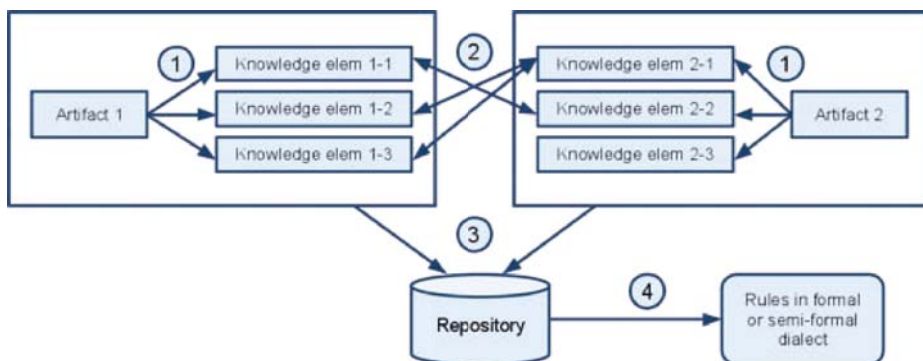 1
2
1
Knowledge elem 1-1
Knowledge elem 2-1
Artifact 1
Knowledge elem 1-2
Knowledge elem 2-2
Artifact 2
Knowledge elem 1-3
Knowledge elem 2-3
3
4
Repository
Rules in formal
or semi-formal
dialect